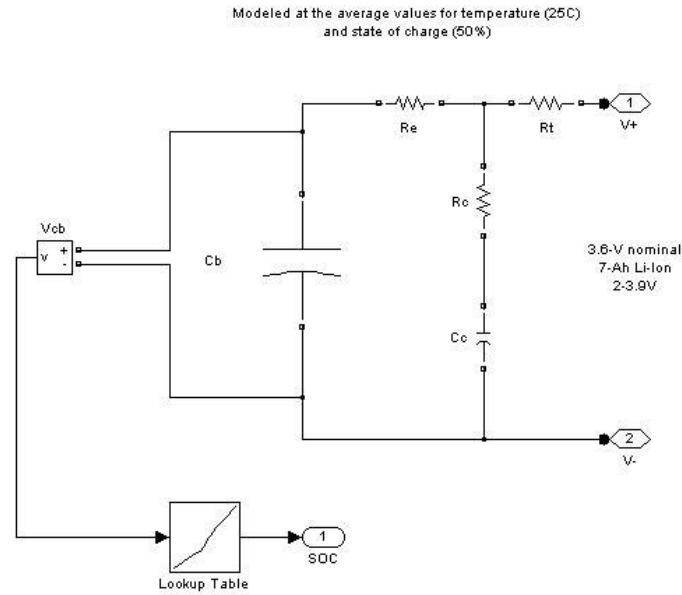 Modeled at the average values for temperature (25C)
and state of charge (50%)
1
V+
Re
Rt
Rc
Vcb
v
+
-
Cb
3.6-V nominal
7-Ah Li-Ion
2-3.9V
Cc
2
V-
1
SOC
Lookup Table